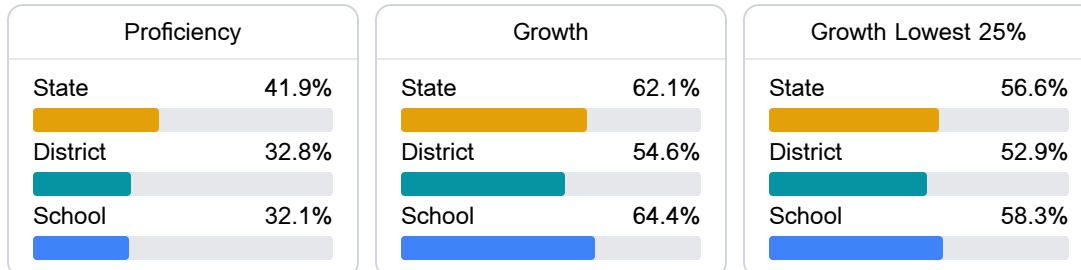 Proficiency
State 41.9%
District 32.8%
School 32.1%
Growth
State 62.1%
District 54.6%
School 64.4%
Growth Lowest 25%
State 56.6%
District 52.9%
School 58.3%